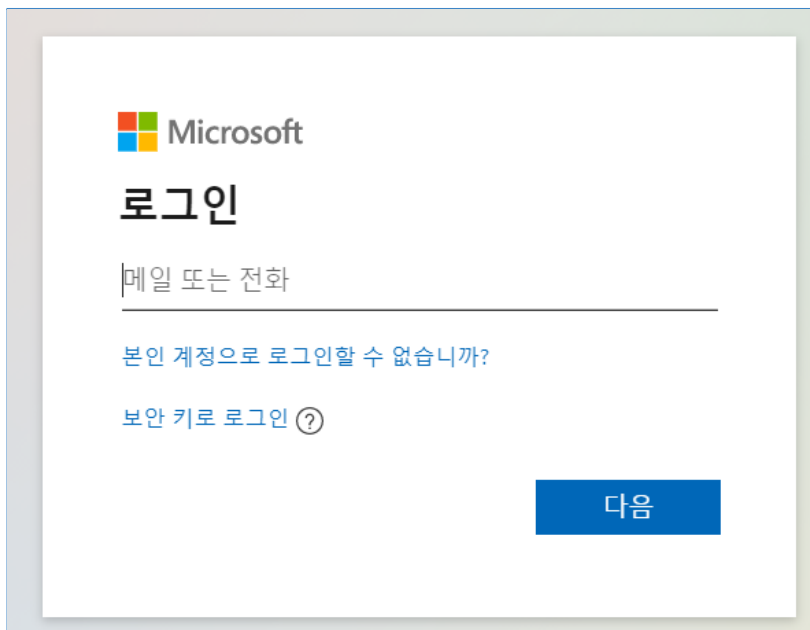 Microsoft
로그인
메일 또는 전화
본인 계정으로 로그인할 수 없습니까?
보안 키로 로그인 ?
다음